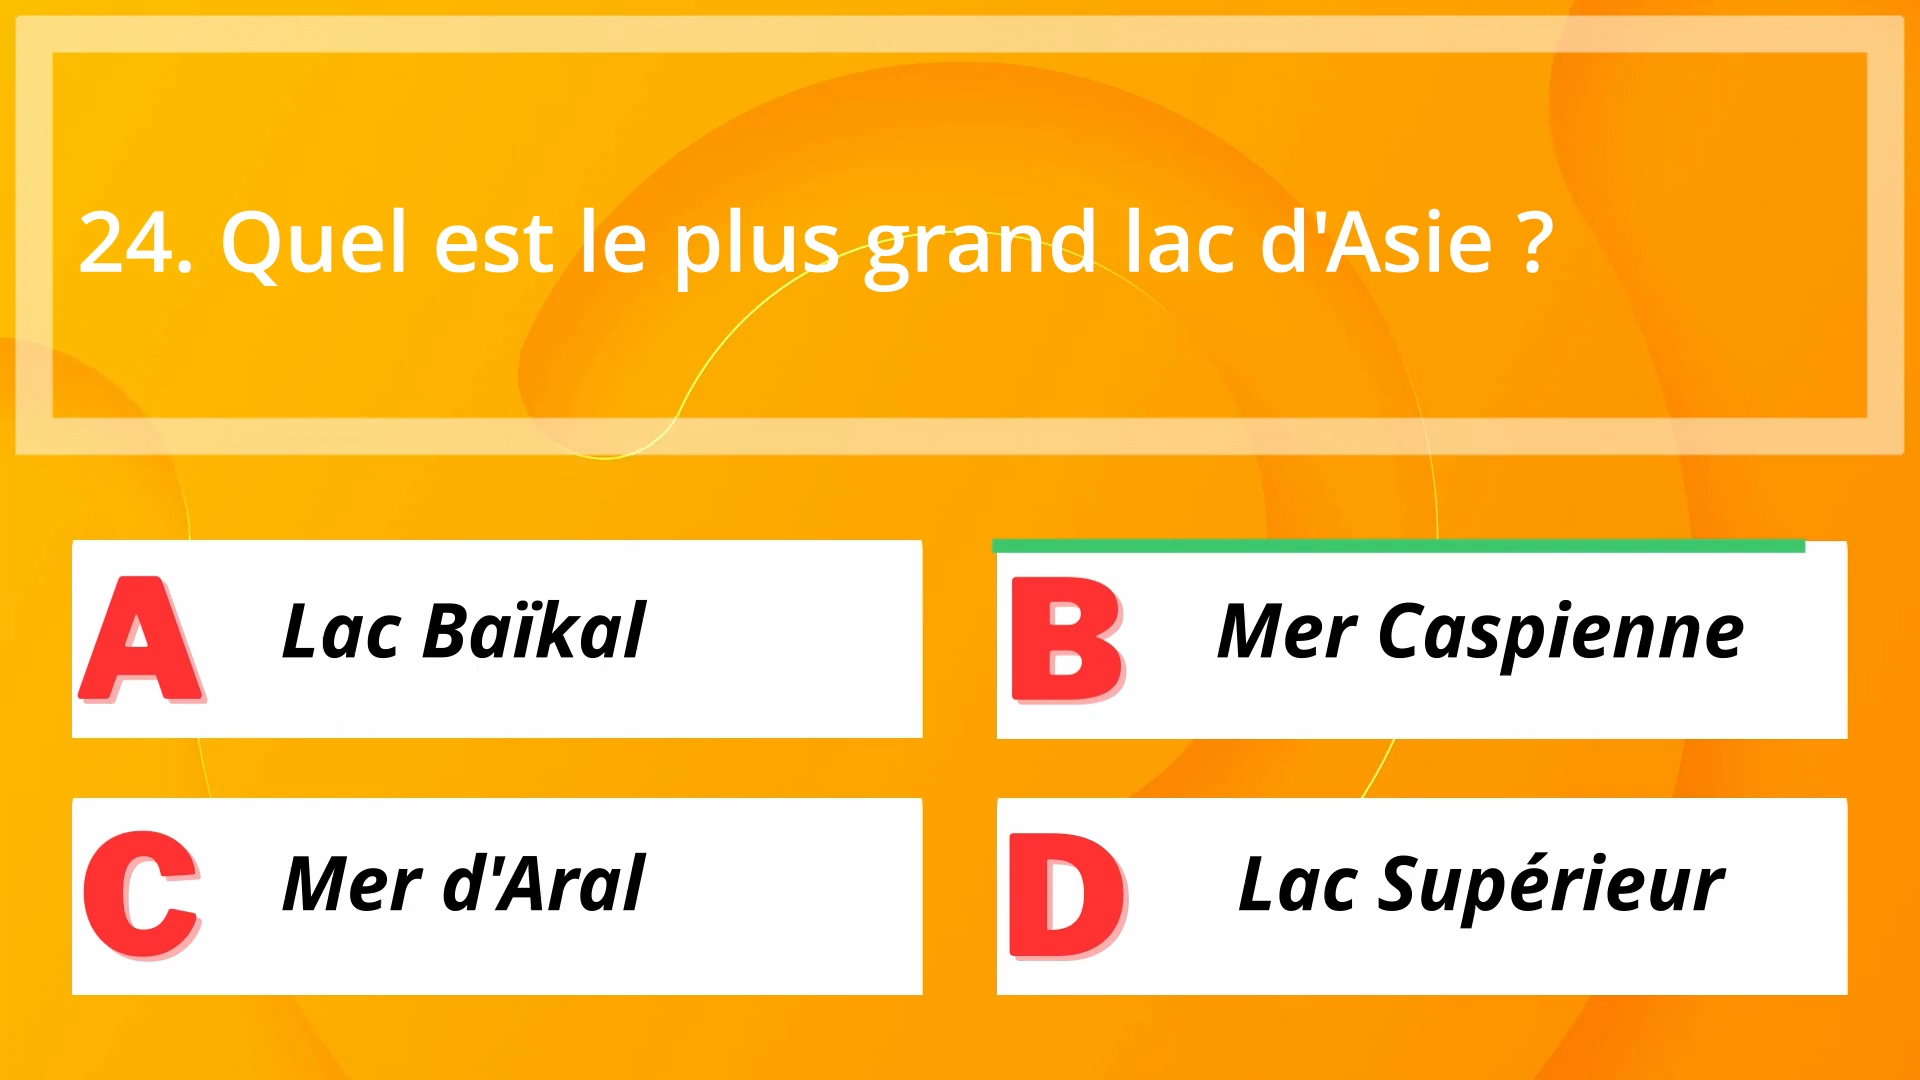 24. Quel est le plus grand lac d'Asie ?
A Lac Baïkal
B Mer Caspienne
C Mer d'Aral
D Lac Supérieur